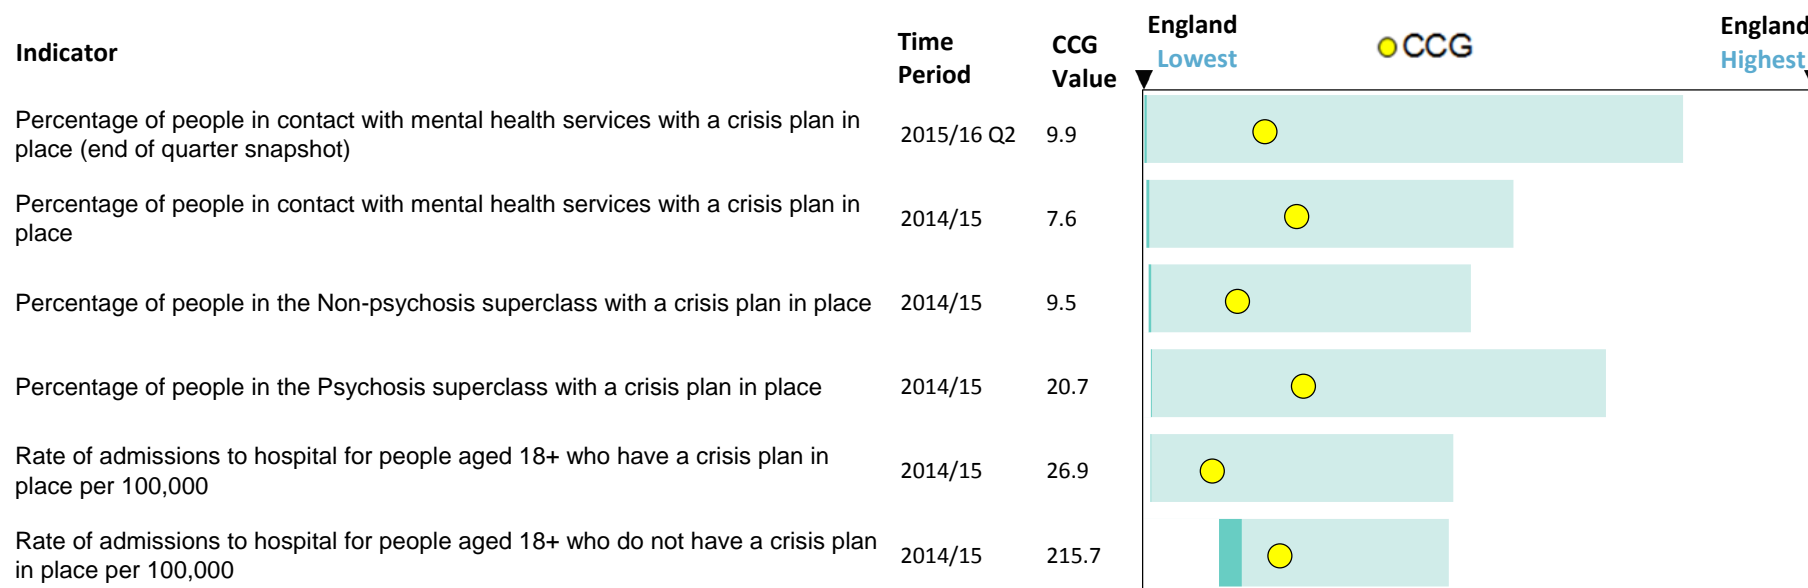 Indicator
Time
Period
CCG
Value
England
Lowest
CCG
England
Highest
Percentage of people in contact with mental health services with a crisis plan in
place (end of quarter snapshot)
2015/16 Q2
9.9
Percentage of people in contact with mental health services with a crisis plan in
place
2014/15
7.6
Percentage of people in the Non-psychosis superclass with a crisis plan in place
2014/15
9.5
Percentage of people in the Psychosis superclass with a crisis plan in place
2014/15
20.7
Rate of admissions to hospital for people aged 18+ who have a crisis plan in
place per 100,000
2014/15
26.9
Rate of admissions to hospital for people aged 18+ who do not have a crisis plan
in place per 100,000
2014/15
215.7